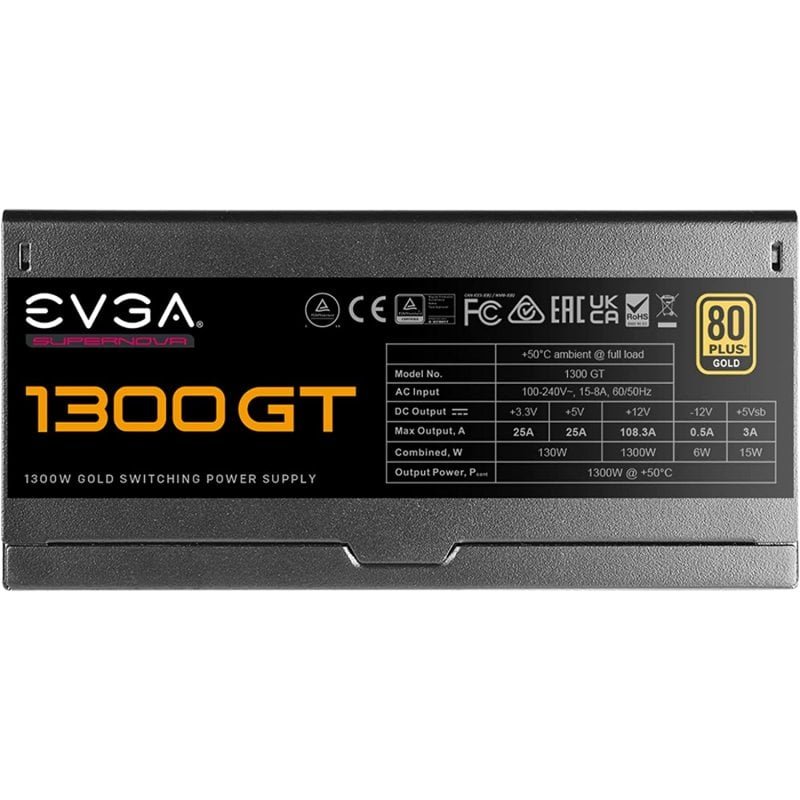 EVGA®
SUPERNOVA
1300 GT
1300W GOLD SWITCHING POWER SUPPLY
CE
FC
EAC
UK CA
RoHS
80
PLUS®
GOLD
+50°C ambient @ full load
Model No. 1300 GT
AC Input 100-240V~, 15-8A, 60/50Hz
DC Output +3.3V +5V +12V -12V +5Vsb
Max Output, A 25A 25A 108.3A 0.5A 3A
Combined, W 130W 1300W 6W 15W
Output Power, Pcont 1300W @ +50°C